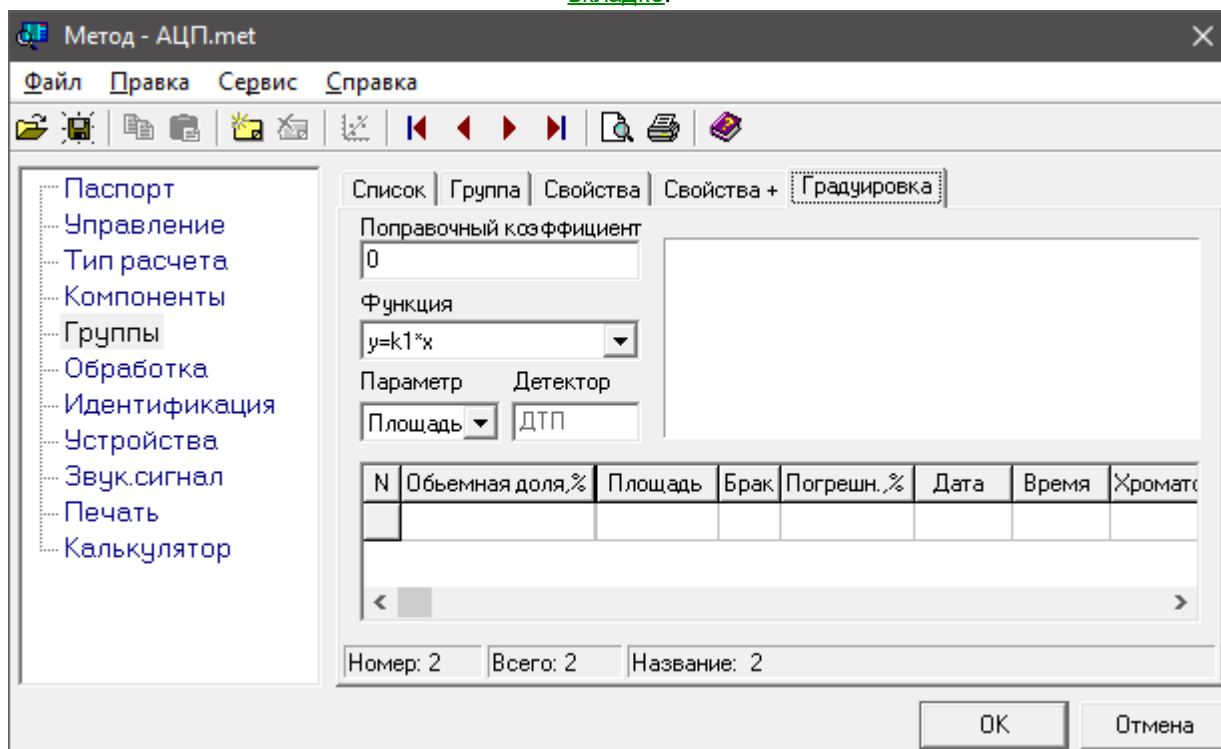 вкладке.
Метод - АЦП.met
Файл Правка Сервис Справка
Паспорт
Управление
Тип расчета
Компоненты
Группы
Обработка
Идентификация
Устройства
Звук.сигнал
Печать
Калькулятор
Список Группа Свойства Свойства + Градуировка
Поправочный коэффициент
0
Функция
y=k1*x
Параметр Детектор
Площадь ДТП
N Обьемная доля,% Площадь Брак Погрешн.,% Дата Время Хромато
Номер: 2 Всего: 2 Название: 2
OK Отмена